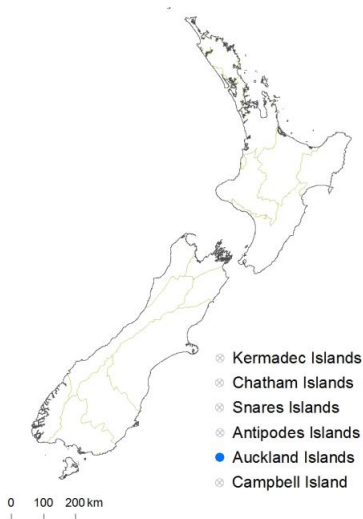 Kermadec Islands
Chatham Islands
Snares Islands
Antipodes Islands
Auckland Islands
Campbell Island
0 100 200 km